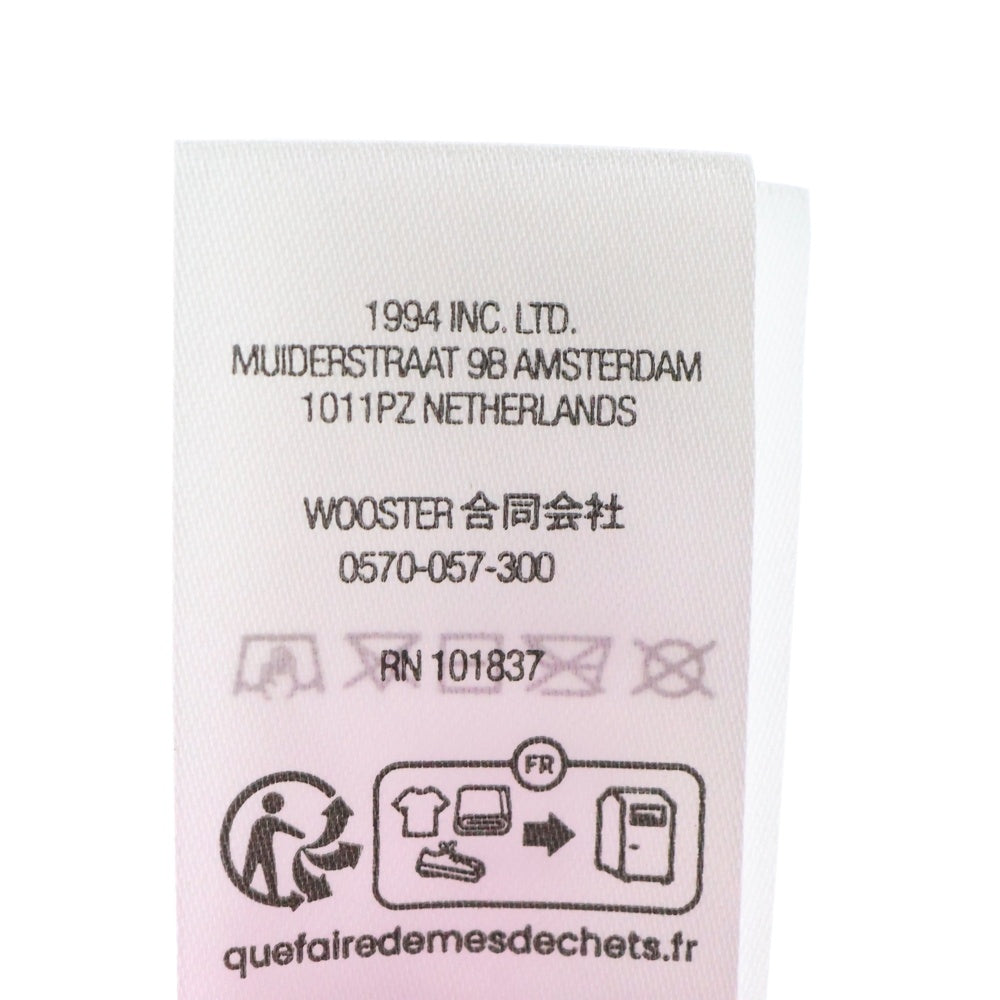 1994 INC. LTD.
MUIDERSTRAAT 9B AMSTERDAM
1011PZ NETHERLANDS
WOOSTER 合同会社
0570-057-300
RN 101837
FR
quefairedemesdechets.fr